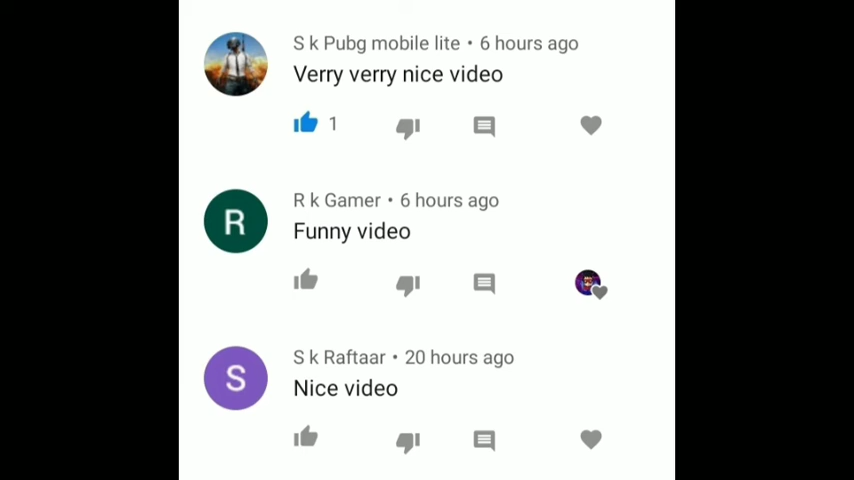 S k Pubg mobile lite • 6 hours ago
Verry verry nice video
1
R
R k Gamer • 6 hours ago
Funny video
S
S k Raftaar • 20 hours ago
Nice video